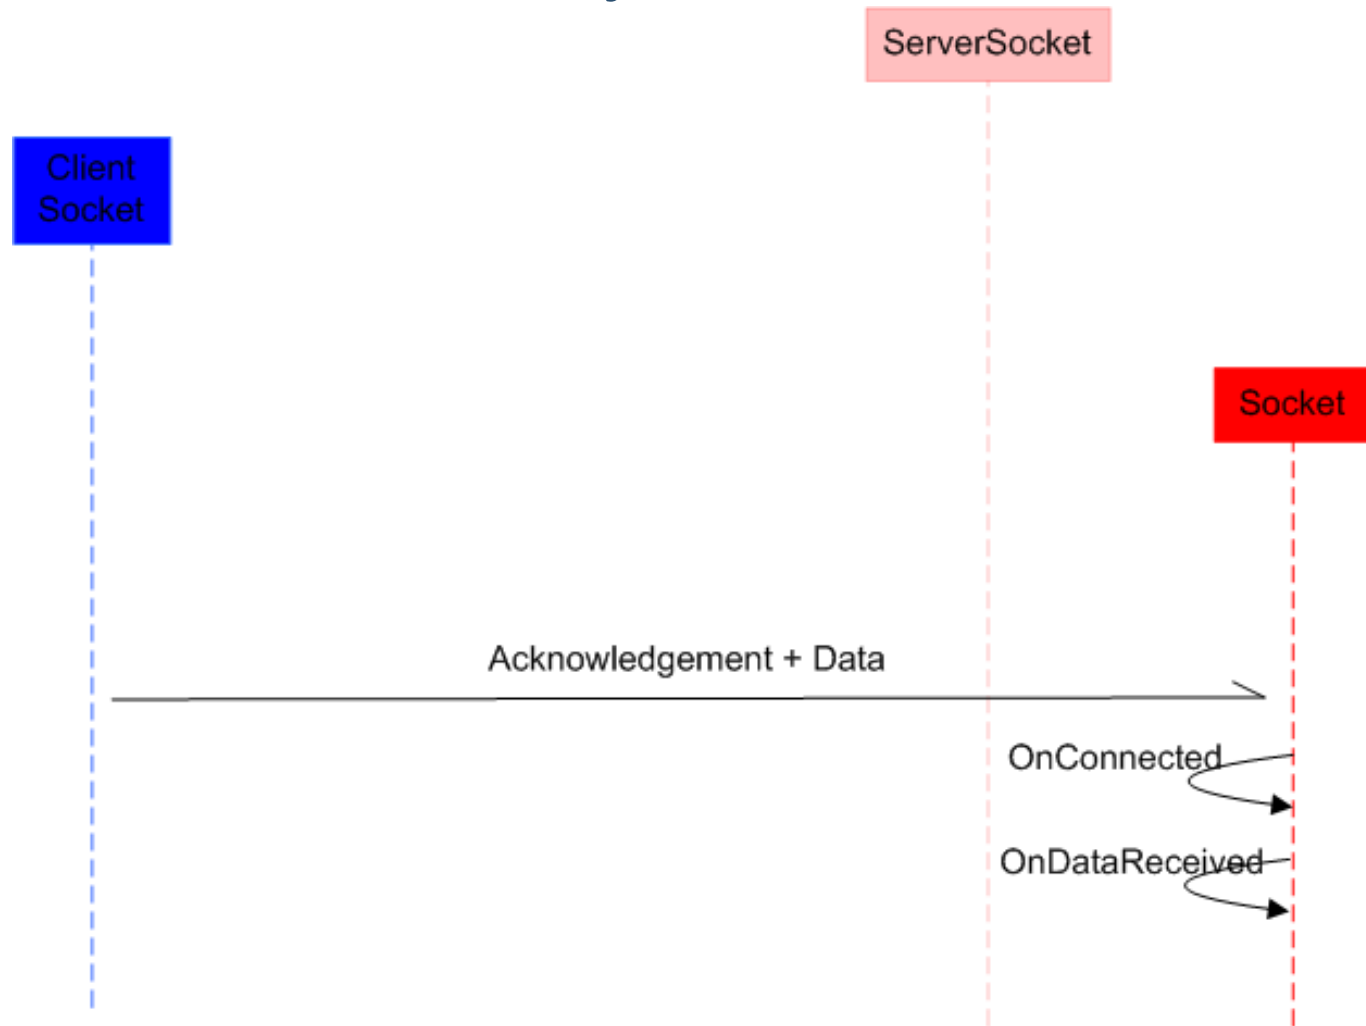 ServerSocket
Client
Socket
Socket
Acknowledgement + Data
OnConnected
OnDataReceived